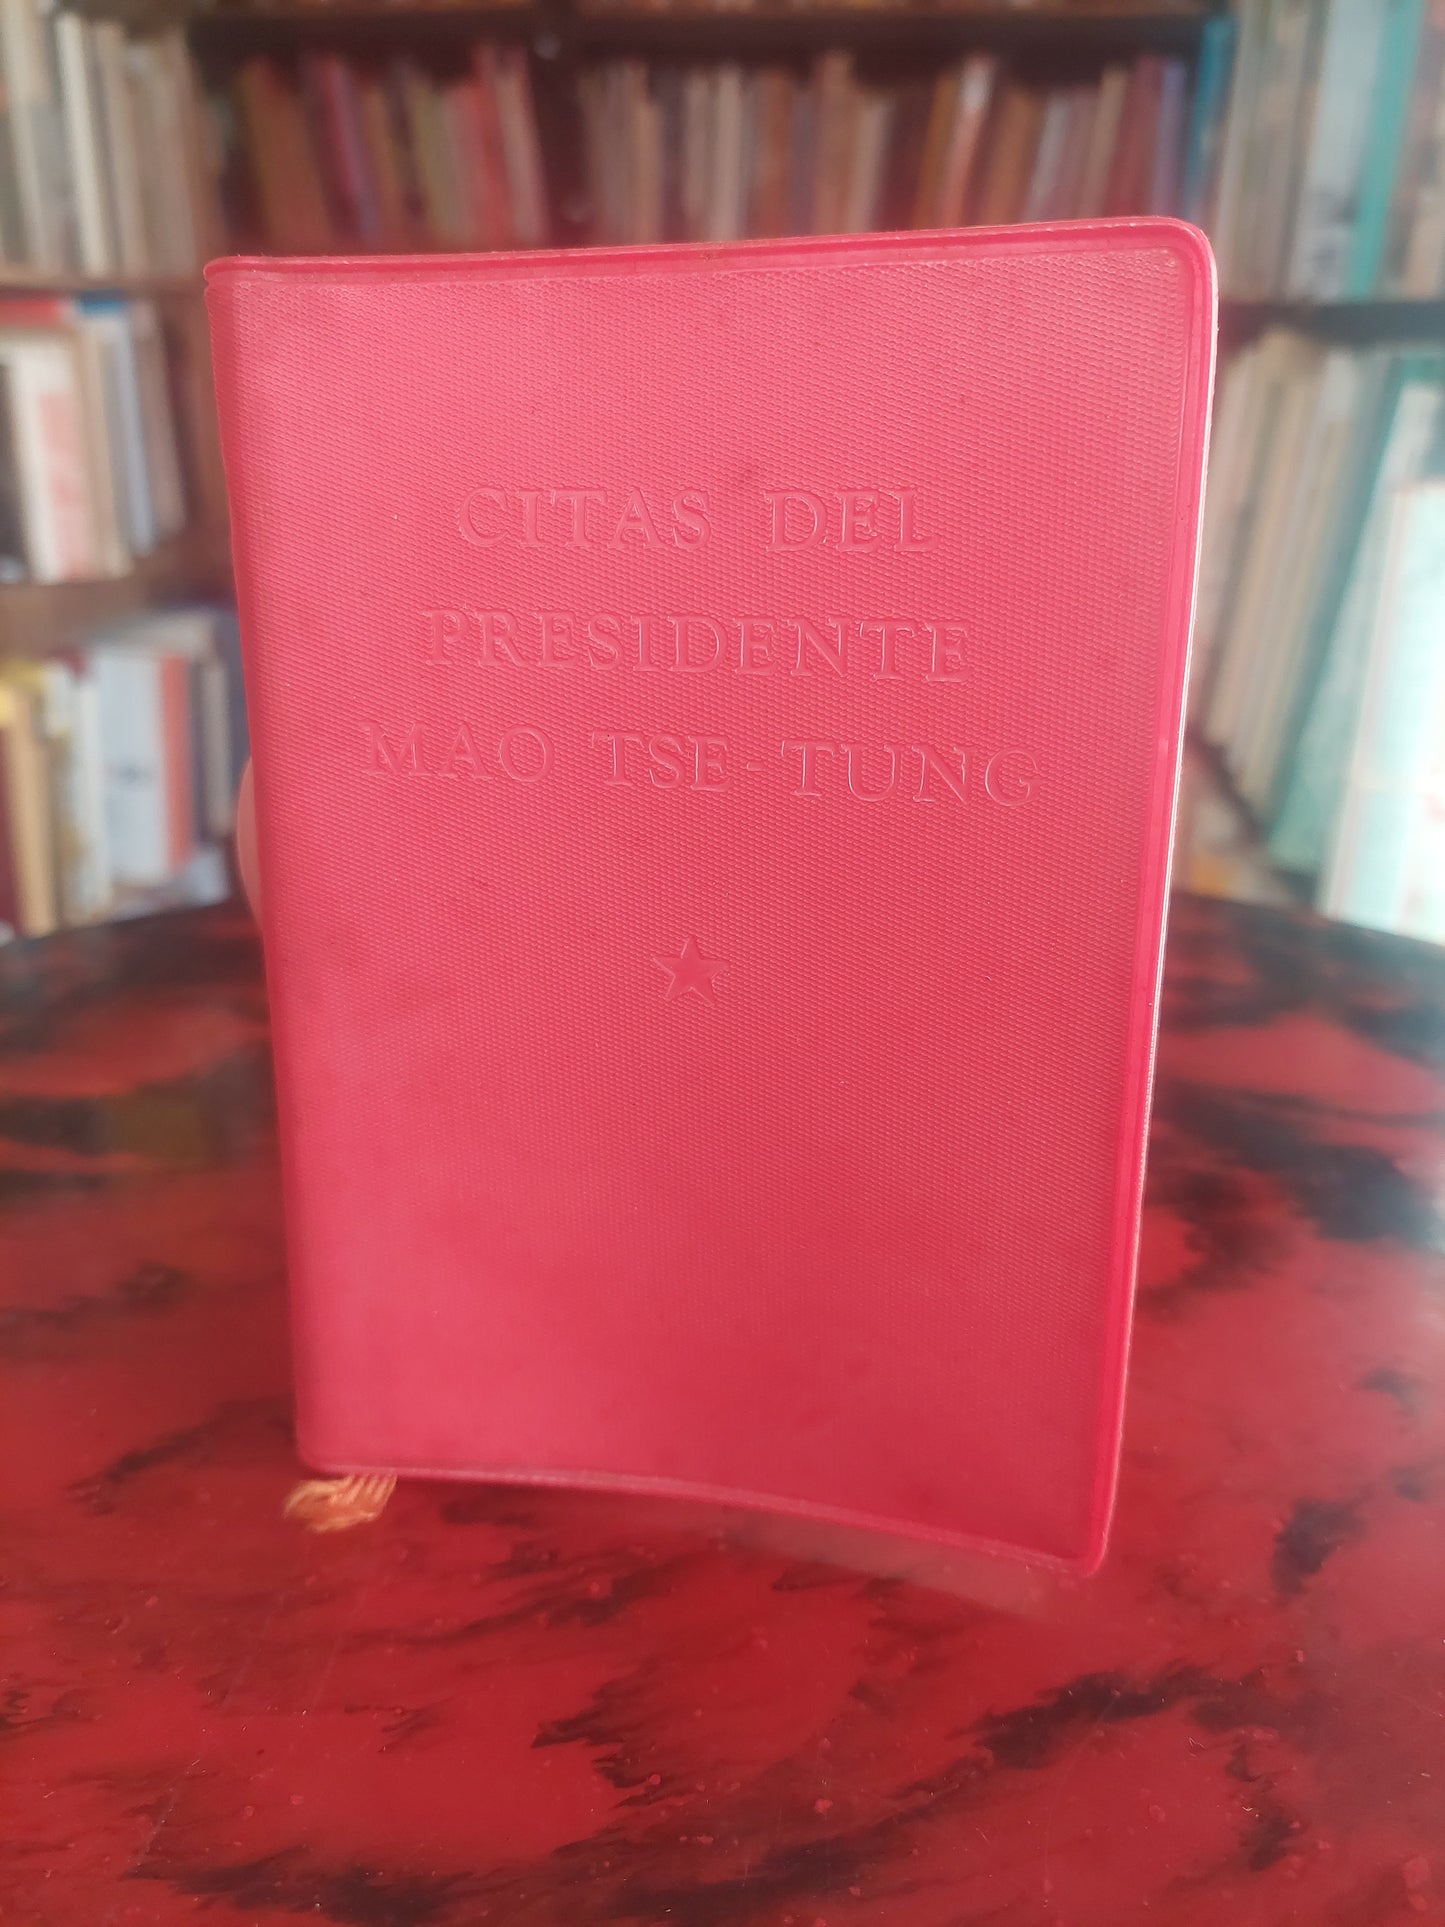 CITAS DEL
PRESIDENTE
MAO TSE-TUNG